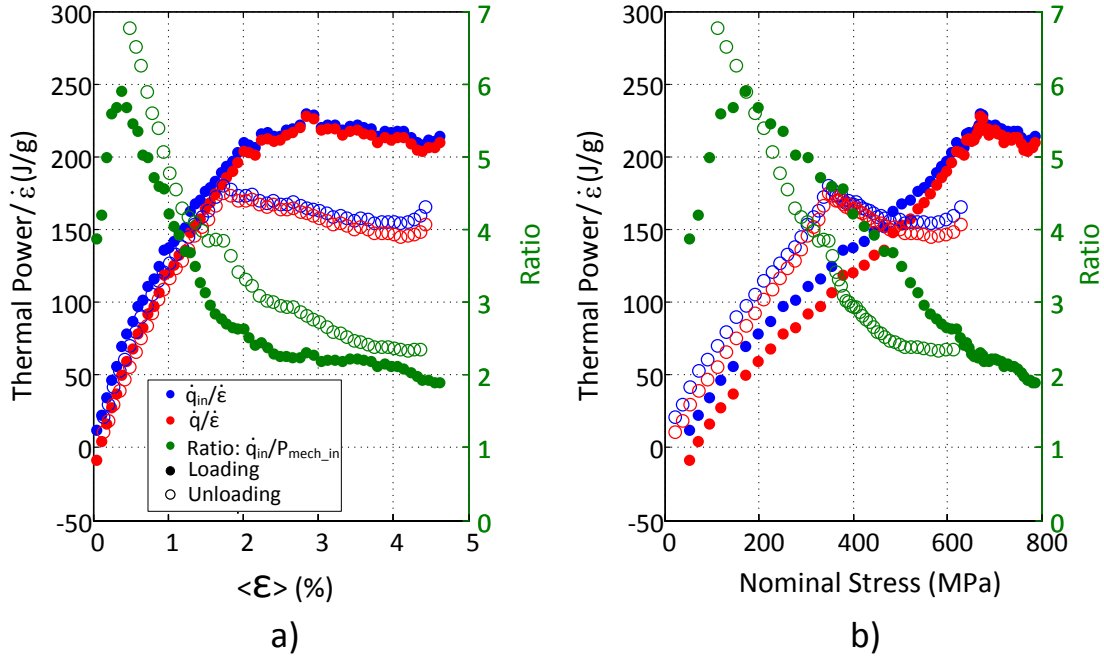 300
250
200
150
100
50
0
-50
Thermal Power/ ε̇ (J/g)
7
6
5
4
3
2
1
0
Ratio
0 1 2 3 4 5
<ε> (%)
q̇in/ε̇
q̇/ε̇
Ratio: q̇in/Pmech_in
Loading
Unloading
a)
300
250
200
150
100
50
0
-50
Thermal Power/ ε̇ (J/g)
7
6
5
4
3
2
1
0
Ratio
0 200 400 600 800
Nominal Stress (MPa)
b)